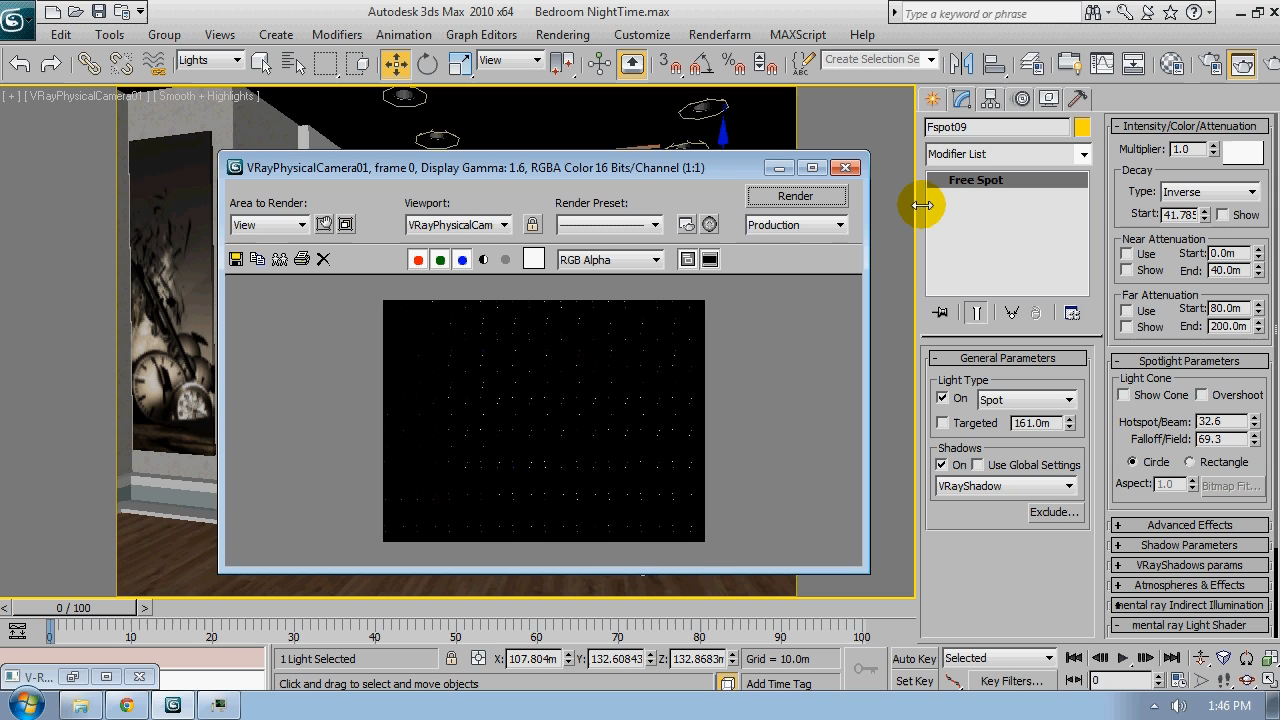 Autodesk 3ds Max 2010 x64 Bedroom NightTime.max
Type a keyword or phrase
Edit Tools Group Views Create Modifiers Animation Graph Editors Rendering Customize Renderfarm MAXScript Help
Lights
View
3
Create Selection Se
[ + ] [ VRayPhysicalCamera01 ] [ Smooth + Highlights ]
VRayPhysicalCamera01, frame 0, Display Gamma: 1.6, RGBA Color 16 Bits/Channel (1:1)
Area to Render:
View
Viewport:
VRayPhysicalCam
Render Preset:
Render
Production
RGB Alpha
Fspot09
Modifier List
Free Spot
- General Parameters
Light Type
On Spot
Targeted 161.0m
Shadows
On Use Global Settings
VRayShadow
Exclude...
- Intensity/Color/Attenuation
Multiplier: 1.0
Decay
Type: Inverse
Start: 41.785 Show
Near Attenuation
Use Start: 0.0m
Show End: 40.0m
Far Attenuation
Use Start: 80.0m
Show End: 200.0m
- Spotlight Parameters
Light Cone
Show Cone Overshoot
Hotspot/Beam: 32.6
Falloff/Field: 69.3
Circle Rectangle
Aspect: 1.0 Bitmap Fit...
+ Advanced Effects
+ Shadow Parameters
+ VRayShadows params
+ Atmospheres & Effects
+ mental ray Indirect Illumination
- mental ray Light Shader
< 0 / 100 >
0 10 20 30 40 50 60 70 80 90 100
1 Light Selected X: 107.804m Y: 132.60843 Z: 132.8683m Grid = 10.0m
Click and drag to select and move objects Add Time Tag
Auto Key Selected
Set Key Key Filters... 0
V-R...
1:46 PM